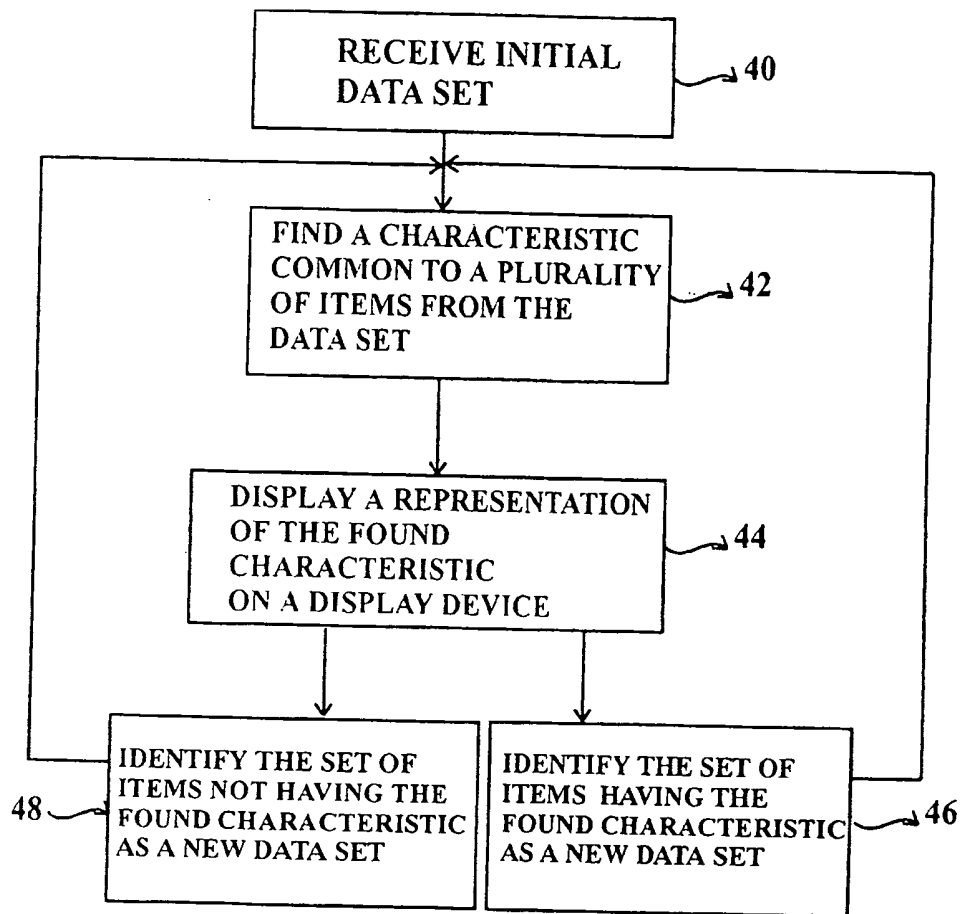 RECEIVE INITIAL
DATA SET
40
FIND A CHARACTERISTIC
COMMON TO A PLURALITY
OF ITEMS FROM THE
DATA SET
42
DISPLAY A REPRESENTATION
OF THE FOUND
CHARACTERISTIC
ON A DISPLAY DEVICE
44
IDENTIFY THE SET OF
ITEMS NOT HAVING THE
FOUND CHARACTERISTIC
AS A NEW DATA SET
48
IDENTIFY THE SET OF
ITEMS HAVING THE
FOUND CHARACTERISTIC
AS A NEW DATA SET
46